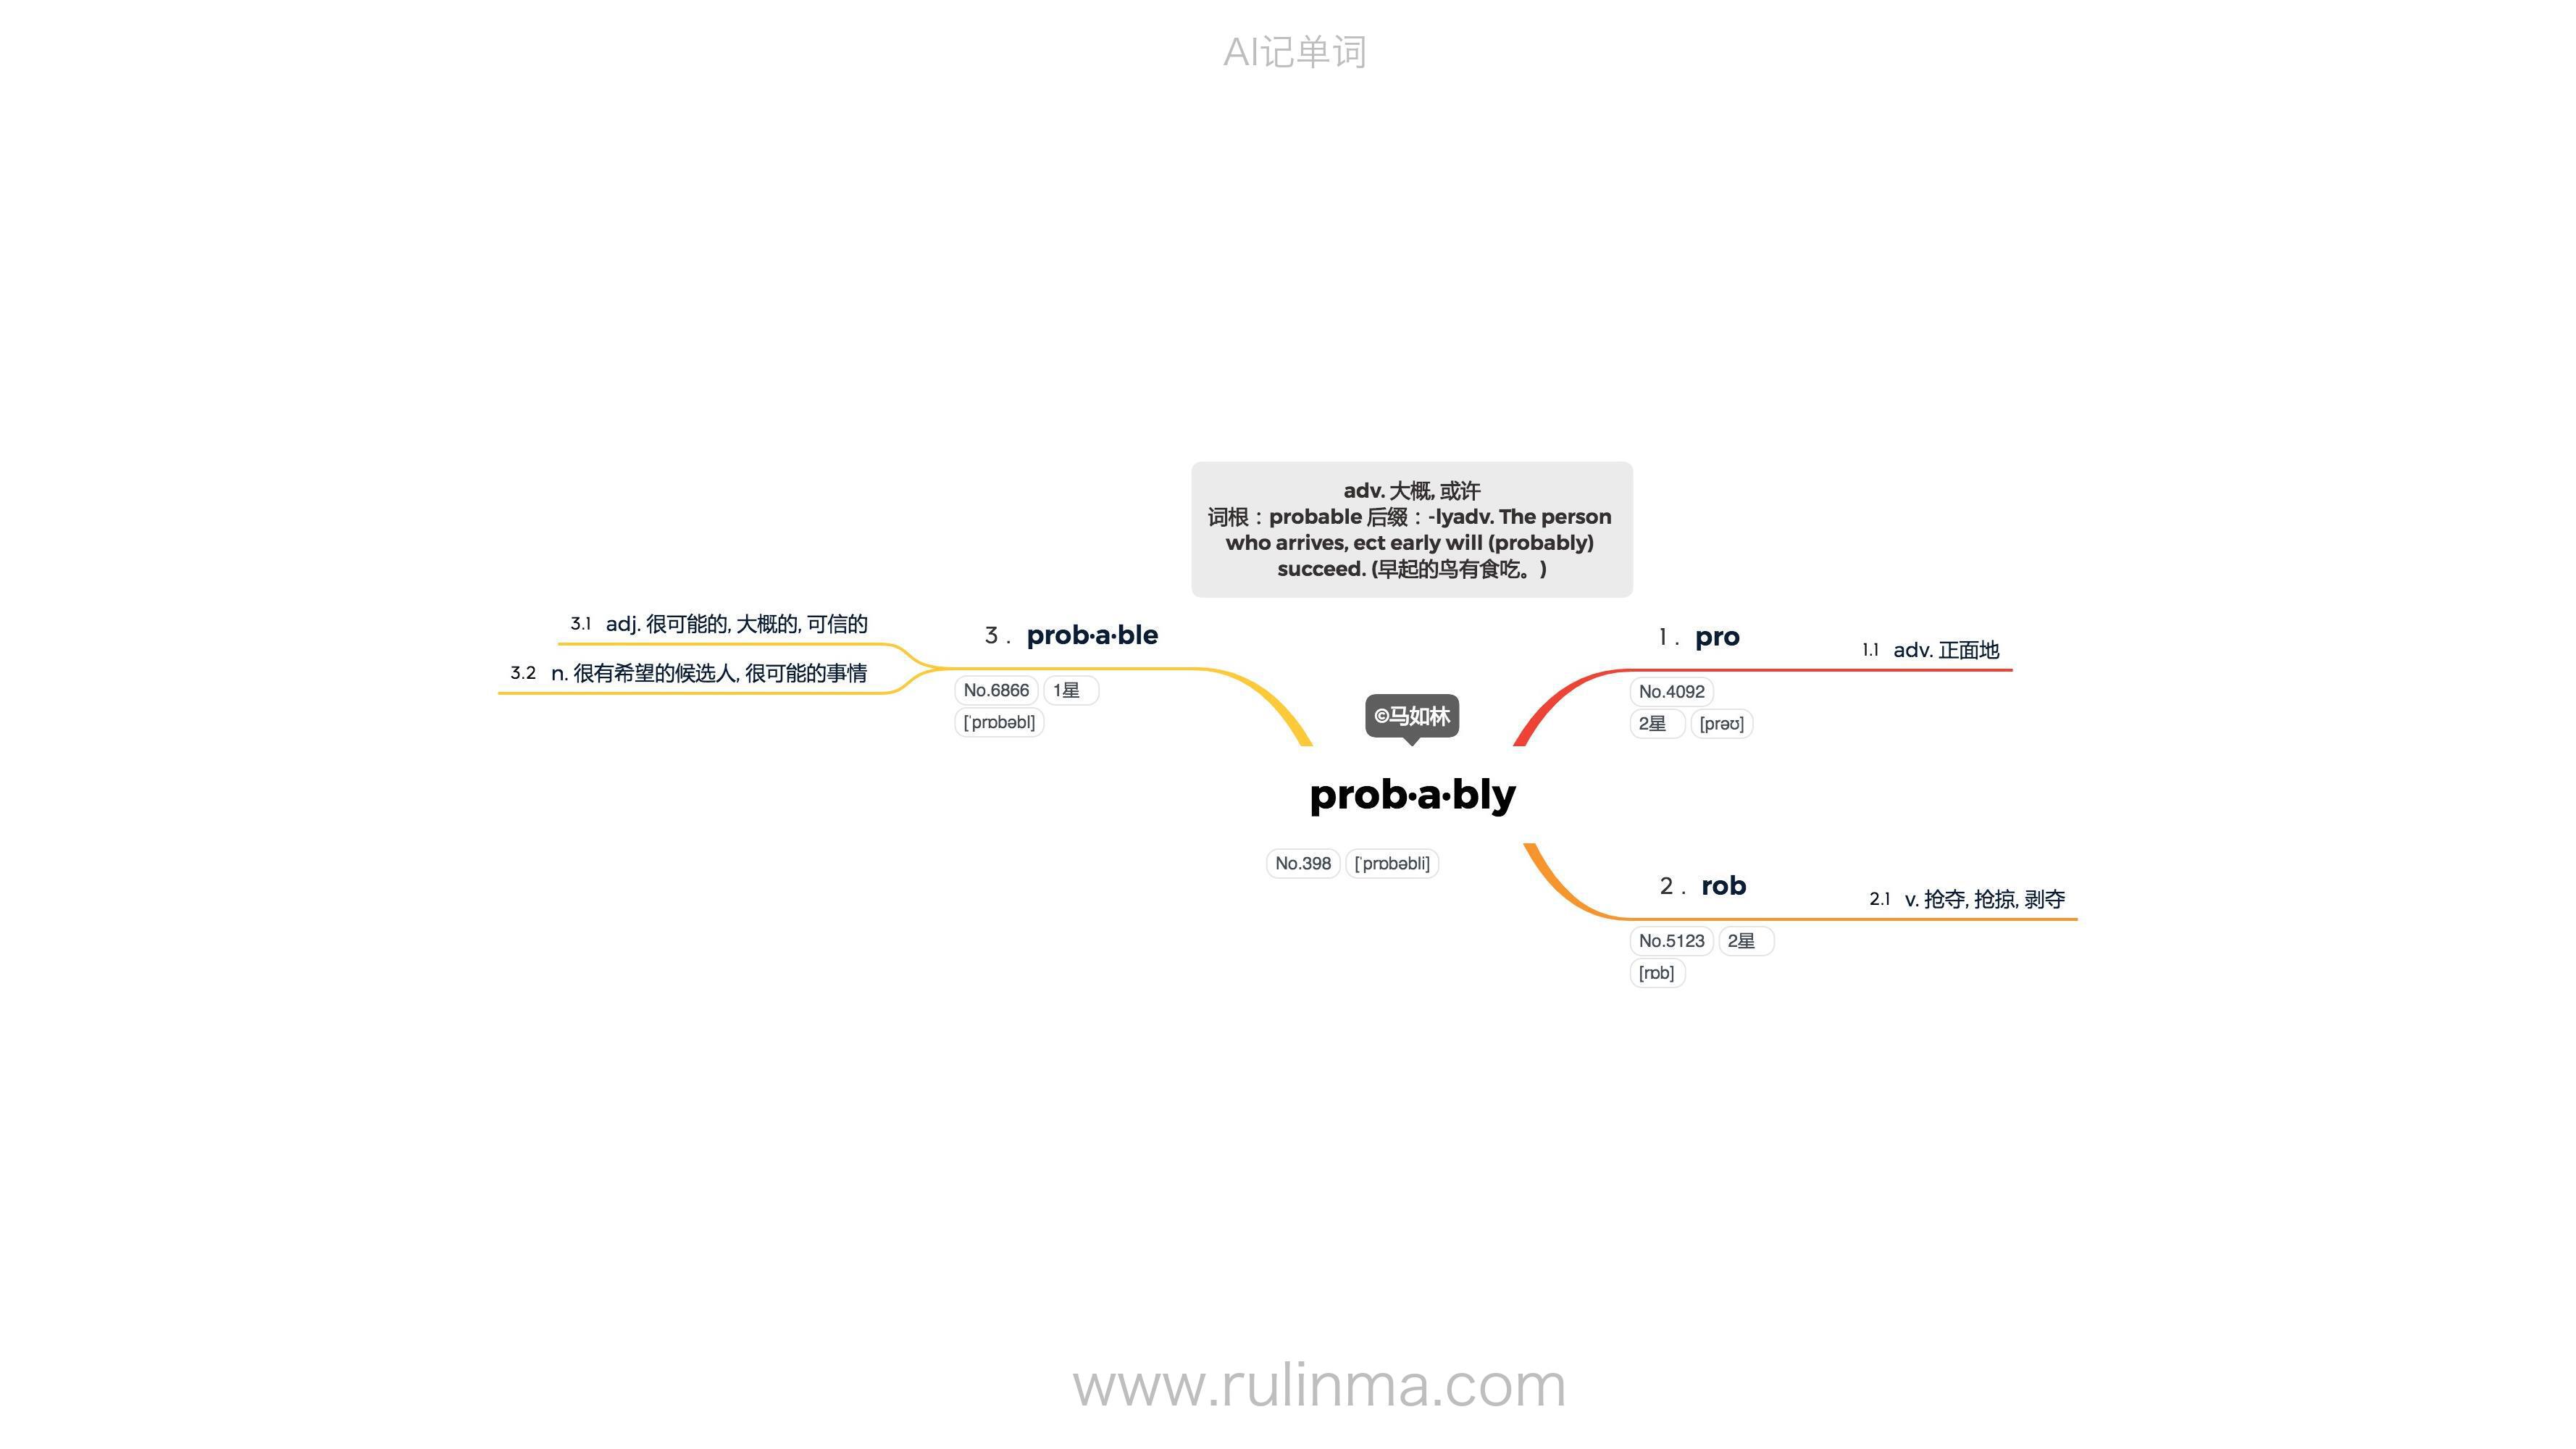 AI记单词
adv. 大概, 或许
词根：probable 后缀：-lyadv. The person
who arrives, ect early will (probably)
succeed. (早起的鸟有食吃。)
©马如林
prob·a·bly
No.398 [ˈprɒbəbli]
1. pro
No.4092
2星 [prəʊ]
1.1 adv. 正面地
2. rob
No.5123 2星
[rɒb]
2.1 v. 抢夺, 抢掠, 剥夺
3. prob·a·ble
No.6866 1星
[ˈprɒbəbl]
3.1 adj. 很可能的, 大概的, 可信的
3.2 n. 很有希望的候选人, 很可能的事情
www.rulinma.com